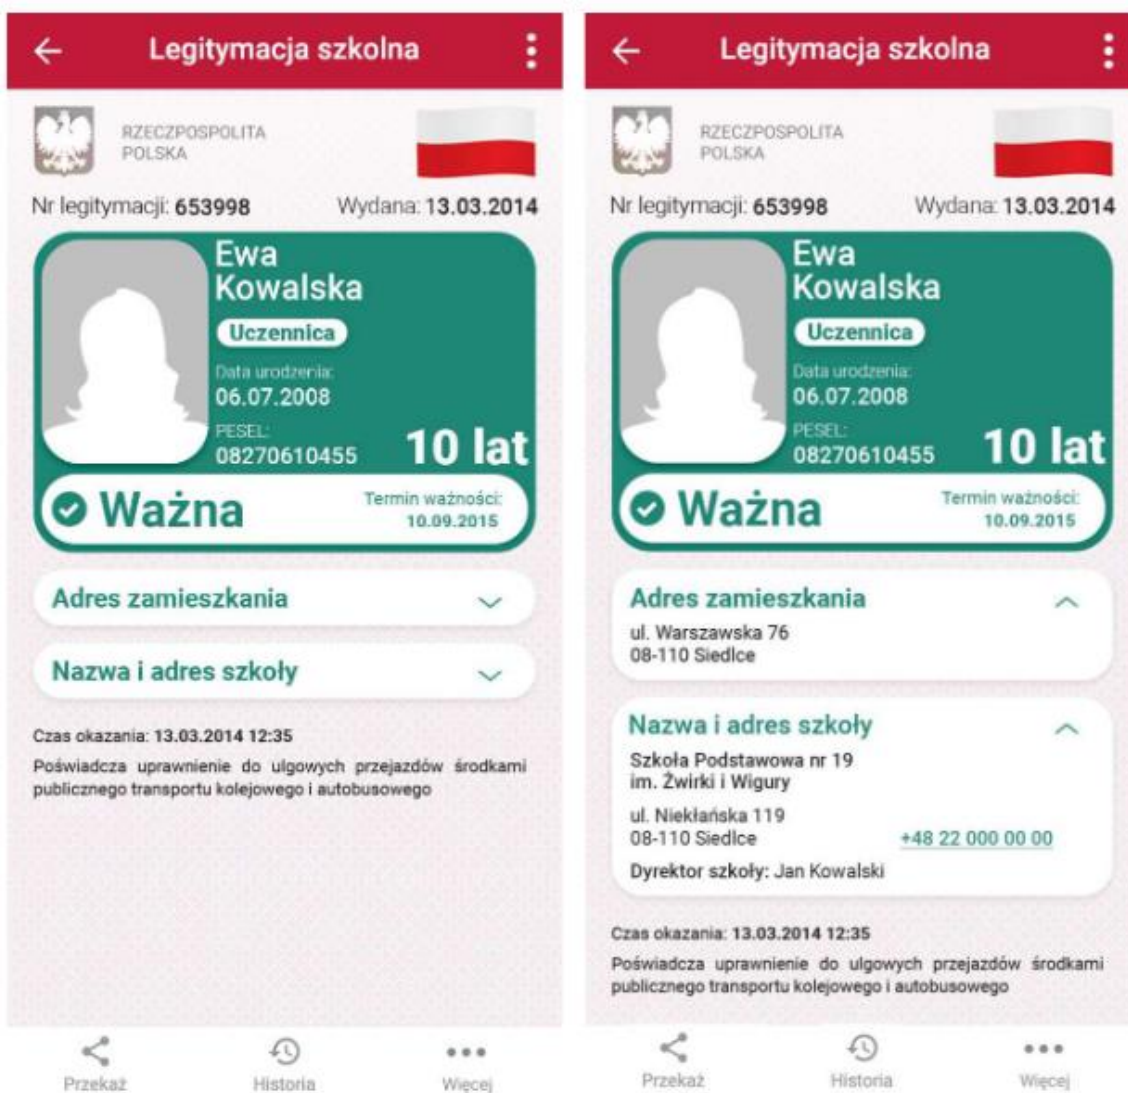 Legitymacja szkolna
RZECZPOSPOLITA
POLSKA
Nr legitymacji: 653998 Wydana: 13.03.2014
Ewa
Kowalska
Uczennica
Data urodzenia:
06.07.2008
PESEL:
08270610455
10 lat
Ważna
Termin ważności:
10.09.2015
Adres zamieszkania
Nazwa i adres szkoły
Czas okazania: 13.03.2014 12:35
Poświadcza uprawnienie do ulgowych przejazdów środkami
publicznego transportu kolejowego i autobusowego
Przekaż Historia Więcej
Legitymacja szkolna
RZECZPOSPOLITA
POLSKA
Nr legitymacji: 653998 Wydana: 13.03.2014
Ewa
Kowalska
Uczennica
Data urodzenia:
06.07.2008
PESEL:
08270610455
10 lat
Ważna
Termin ważności:
10.09.2015
Adres zamieszkania
ul. Warszawska 76
08-110 Siedlce
Nazwa i adres szkoły
Szkoła Podstawowa nr 19
im. Żwirki i Wigury
ul. Niekłańska 119
08-110 Siedlce +48 22 000 00 00
Dyrektor szkoły: Jan Kowalski
Czas okazania: 13.03.2014 12:35
Poświadcza uprawnienie do ulgowych przejazdów środkami
publicznego transportu kolejowego i autobusowego
Przekaż Historia Więcej